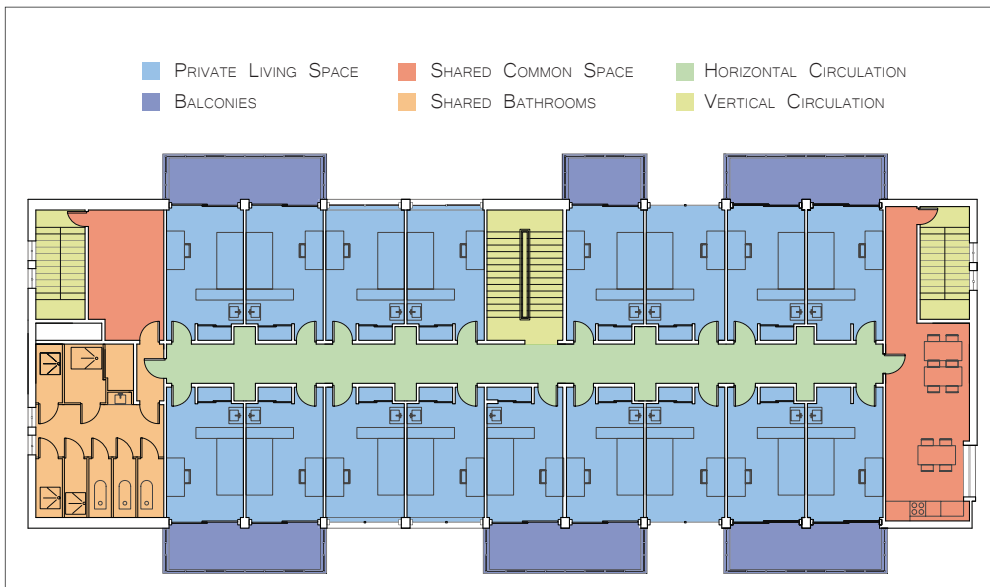 Private Living Space
Shared Common Space
Horizontal Circulation
Balconies
Shared Bathrooms
Vertical Circulation